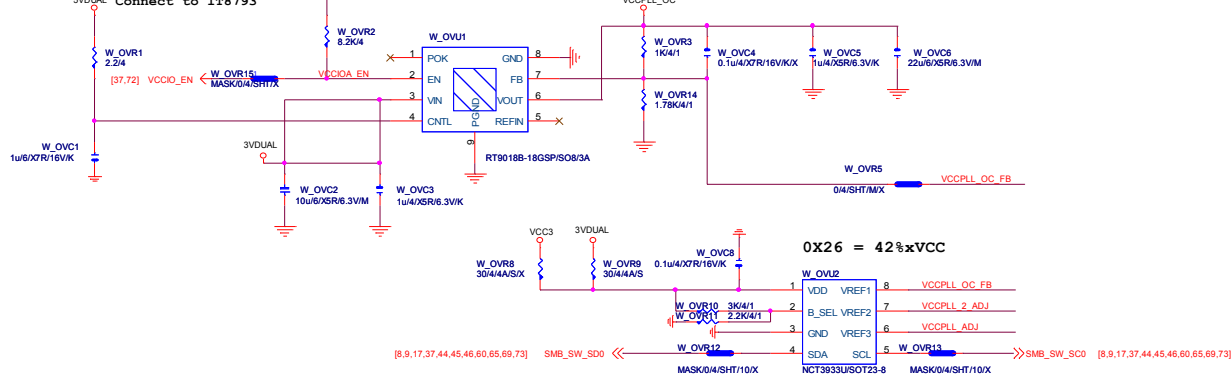 3VDUAL
Connect to IT8793
VCCPLL_OC
W_OVR1
2.2/4
W_OVR2
8.2K/4
W_OVU1
W_OVR3
1K/4/1
W_OVC4
0.1u/4/X7R/16V/K/X
W_OVC5
1u/4/X5R/6.3V/K
W_OVC6
22u/6/X5R/6.3V/M
[37,72] VCCIO_EN
W_OVR15
MASK/0/4/SHT/X
VCCIOA_EN
1 POK GND 8
2 EN FB 7
3 VIN VOUT 6
4 CNTL REFIN 5
PGND
9
RT9018B-18GSP/SO8/3A
W_OVR14
1.78K/4/1
W_OVC1
1u/6/X7R/16V/K
3VDUAL
W_OVC2
10u/6/X5R/6.3V/M
W_OVC3
1u/4/X5R/6.3V/K
W_OVR5
0/4/SHT/M/X
VCCPLL_OC_FB
VCC3
3VDUAL
W_OVR8
30/4/4A/S/X
W_OVR9
30/4/4A/S
W_OVC8
0.1u/4/X7R/16V/K
0X26 = 42%xVCC
W_OVU2
1 VDD VREF1 8 VCCPLL_OC_FB
W_OVR10 3K/4/1
2 B_SEL VREF2 7 VCCPLL_2_ADJ
W_OVR11 2.2K/4/1
3 GND VREF3 6 VCCPLL_ADJ
4 SDA SCL 5
[8,9,17,37,44,45,46,60,65,69,73] SMB_SW_SD0
W_OVR12
MASK/0/4/SHT/10/X
NCT3933U/SOT23-8
W_OVR13
MASK/0/4/SHT/10/X
SMB_SW_SC0 [8,9,17,37,44,45,46,60,65,69,73]